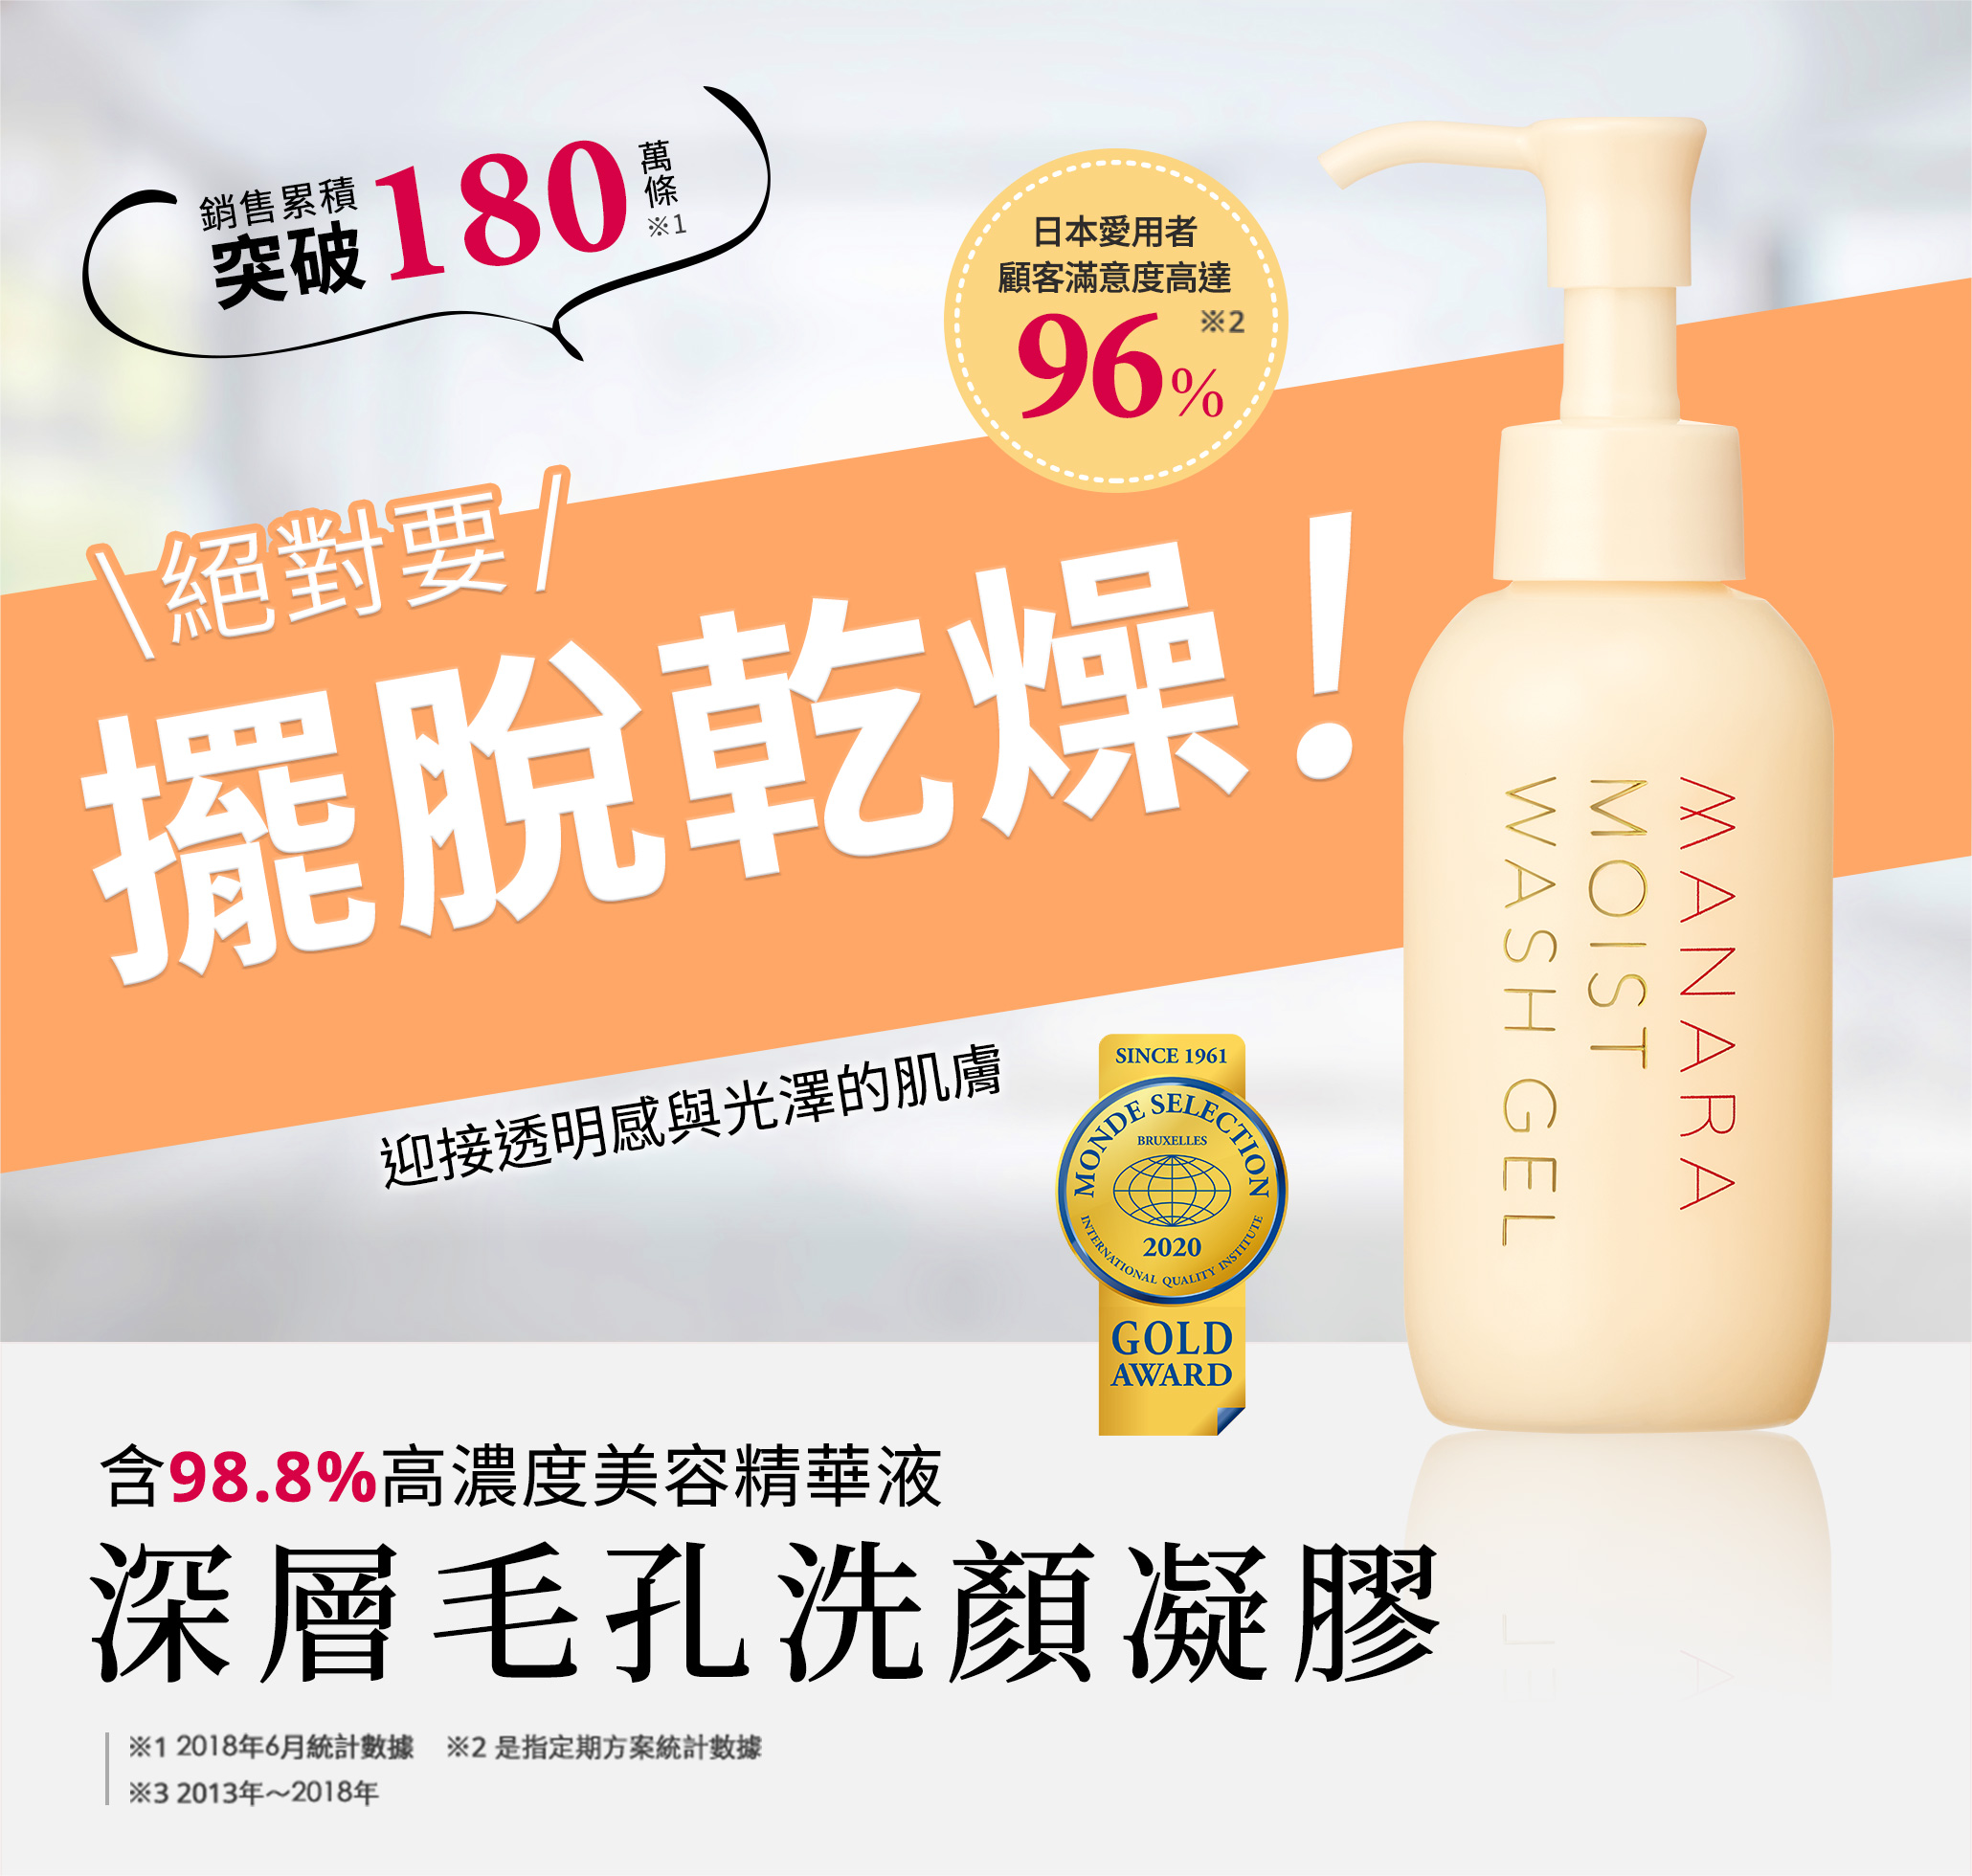 銷售累積
突破180萬條※1
日本愛用者
顧客滿意度高達
96%※2
\絕對要/
擺脫乾燥！
迎接透明感與光澤的肌膚
SINCE 1961
MONDE SELECTION
BRUXELLES
2020
INTERNATIONAL QUALITY INSTITUTE
GOLD
AWARD
MANARA
MOIST
WASH GEL
含98.8%高濃度美容精華液
深層毛孔洗顏凝膠
※1 2018年6月統計數據 ※2 是指定期方案統計數據
※3 2013年～2018年